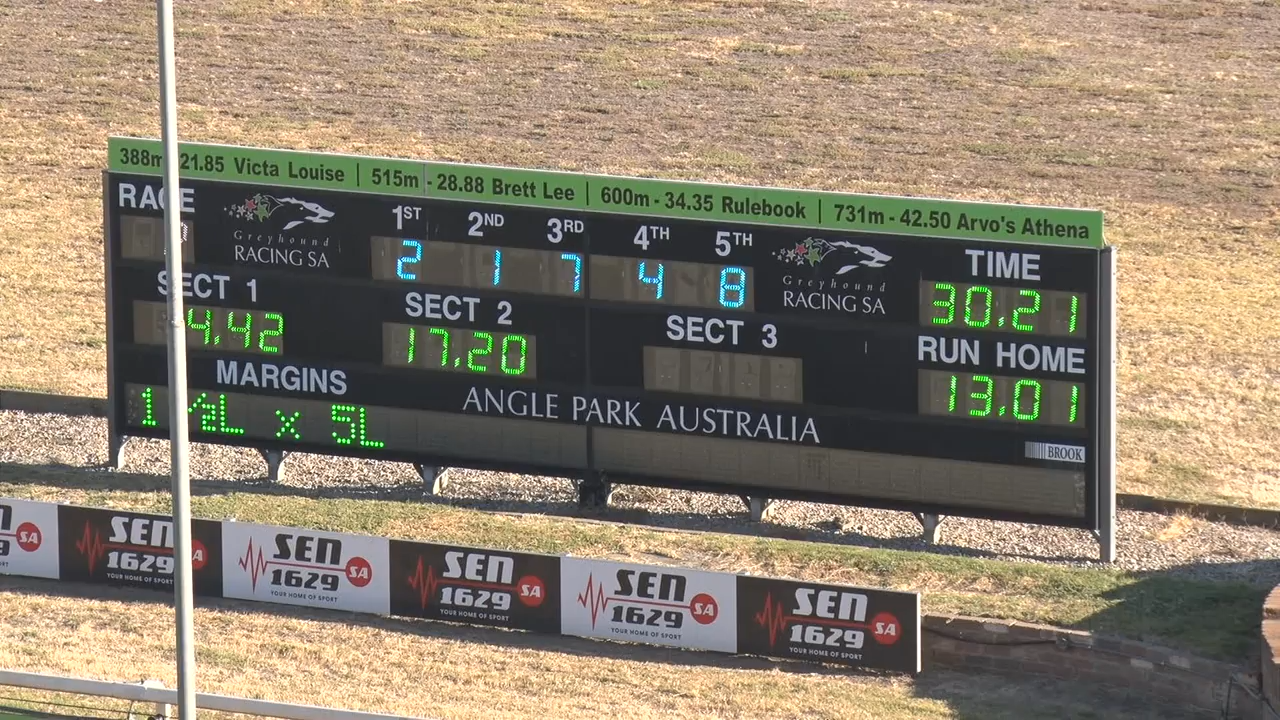 388m 21.85 Victa Louise | 515m - 28.88 Brett Lee | 600m - 34.35 Rulebook | 731m - 42.50 Arvo's Athena
RACE
Greyhound
RACING SA
1ST 2ND 3RD 4TH 5TH
2 1 7 4 8
Greyhound
RACING SA
TIME
30.21
SECT 1
4.42
SECT 2
17.20
SECT 3
RUN HOME
13.01
MARGINS
ANGLE PARK AUSTRALIA
x 5L
BROOK
SA
SEN
1629 SA
YOUR HOME OF SPORT
SEN
1629 SA
YOUR HOME OF SPORT
SEN
1629 SA
YOUR HOME OF SPORT
SEN
1629 SA
YOUR HOME OF SPORT
SEN
1629 SA
YOUR HOME OF SPORT